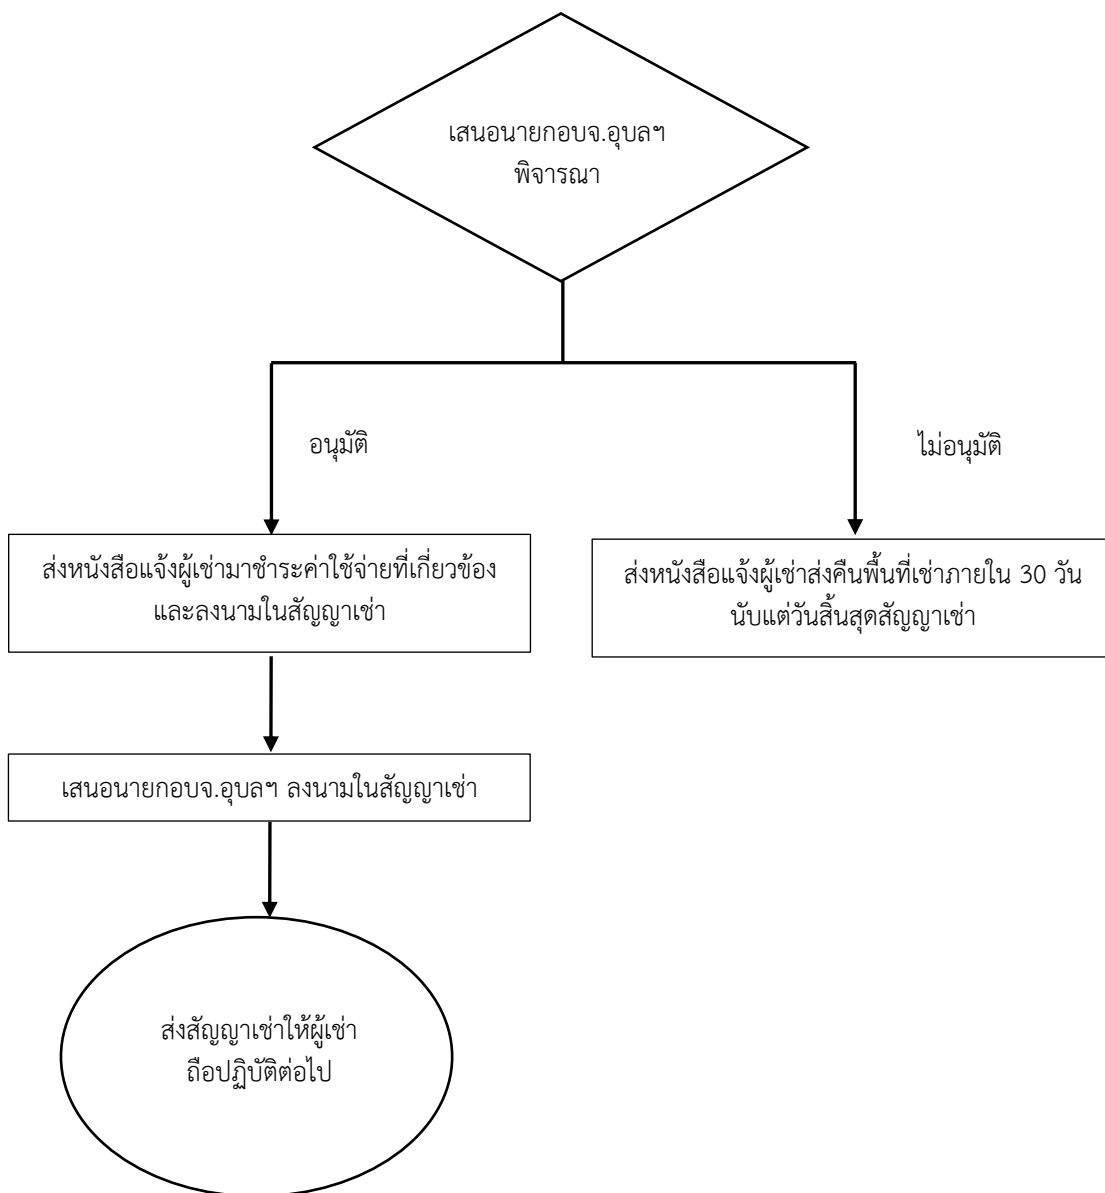 เสนอนายกอบจ.อุบลฯ
พิจารณา
อนุมัติ
ไม่อนุมัติ
ส่งหนังสือแจ้งผู้เช่ามาชำระค่าใช้จ่ายที่เกี่ยวข้อง
และลงนามในสัญญาเช่า
ส่งหนังสือแจ้งผู้เช่าส่งคืนพื้นที่เช่าภายใน 30 วัน
นับแต่วันสิ้นสุดสัญญาเช่า
เสนอนายกอบจ.อุบลฯ ลงนามในสัญญาเช่า
ส่งสัญญาเช่าให้ผู้เช่า
ถือปฏิบัติต่อไป